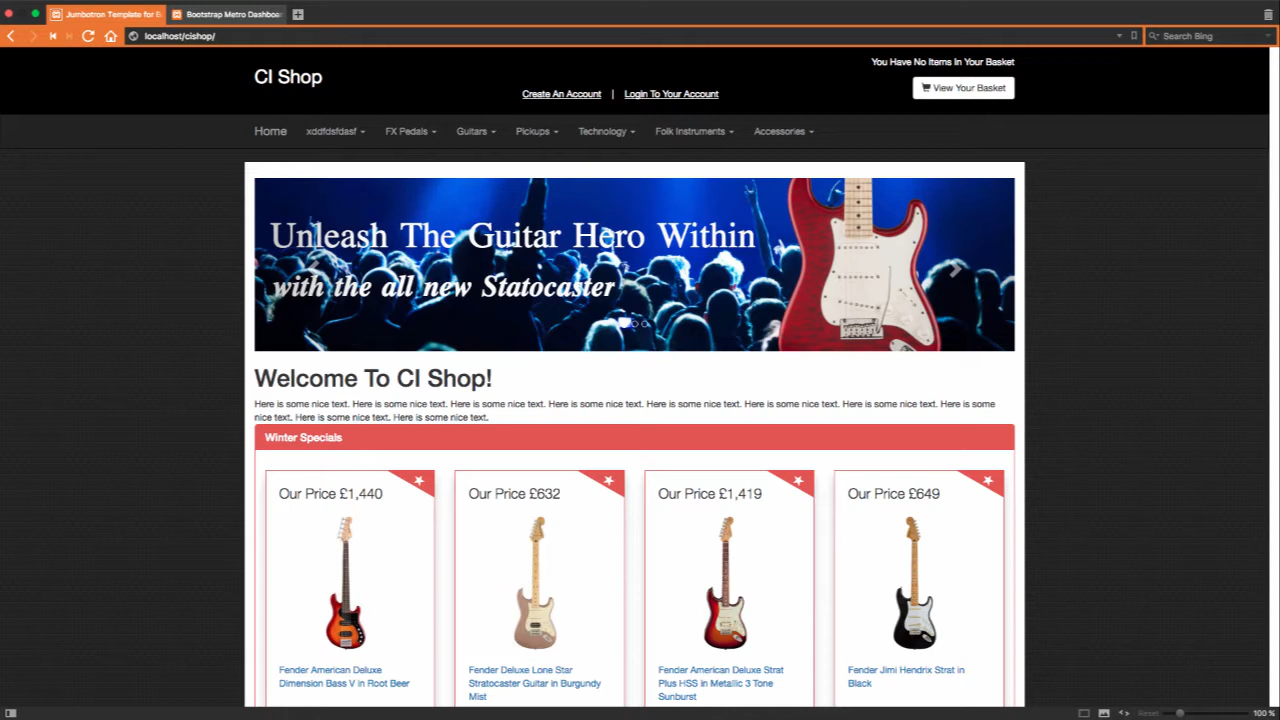 Jumbotron Template for B
Bootstrap Metro Dashboa
localhost/cishop/
Search Bing
You Have No Items In Your Basket
CI Shop
View Your Basket
Create An Account | Login To Your Account
Home xddfdsfdasf FX Pedals Guitars Pickups Technology Folk Instruments Accessories
Unleash The Guitar Hero Within
with the all new Statocaster
Welcome To CI Shop!
Here is some nice text. Here is some nice text. Here is some nice text. Here is some nice text. Here is some nice text. Here is some nice text. Here is some nice text. Here is some
nice text. Here is some nice text. Here is some nice text.
Winter Specials
Our Price £1,440
Our Price £632
Our Price £1,419
Our Price £649
Fender American Deluxe
Dimension Bass V in Root Beer
Fender Deluxe Lone Star
Stratocaster Guitar in Burgundy
Mist
Fender American Deluxe Strat
Plus HSS in Metallic 3 Tone
Sunburst
Fender Jimi Hendrix Strat in
Black
Reset
100 %